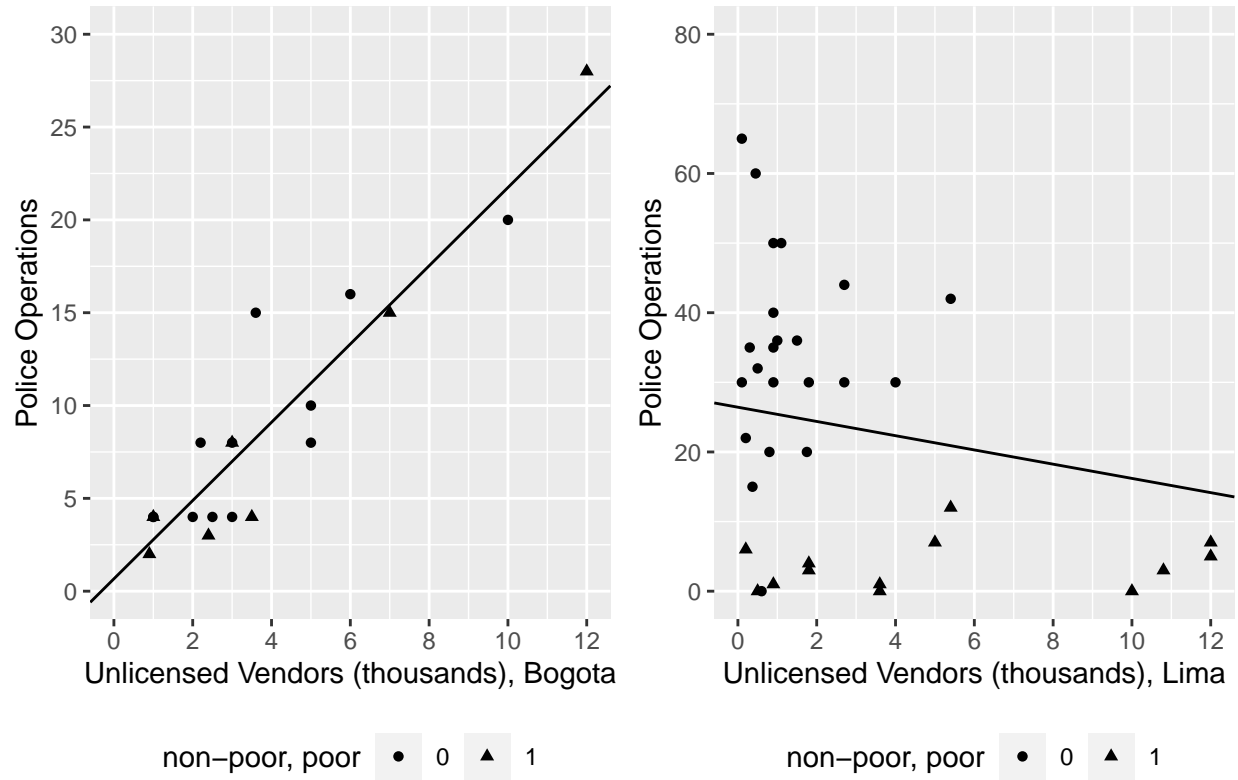 30
25
20
15
10
5
0
Police Operations
0 2 4 6 8 10 12
Unlicensed Vendors (thousands), Bogota
non−poor, poor 0 1
80
60
40
20
0
Police Operations
0 2 4 6 8 10 12
Unlicensed Vendors (thousands), Lima
non−poor, poor 0 1